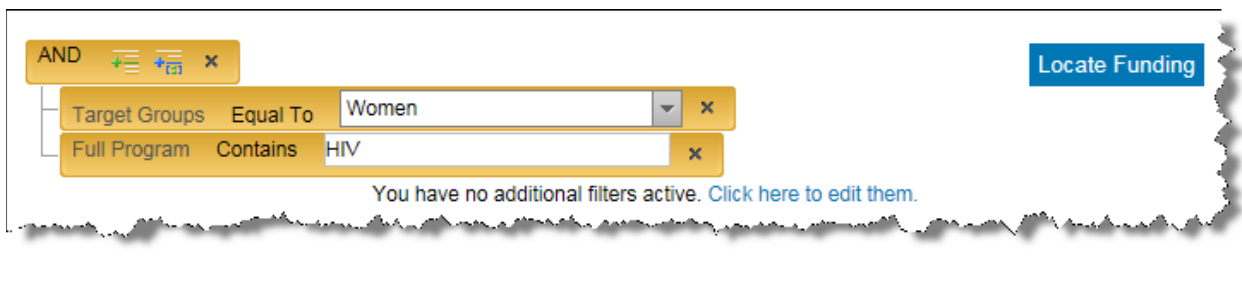 AND
Locate Funding
Target Groups Equal To Women
Full Program Contains HIV
You have no additional filters active. Click here to edit them.